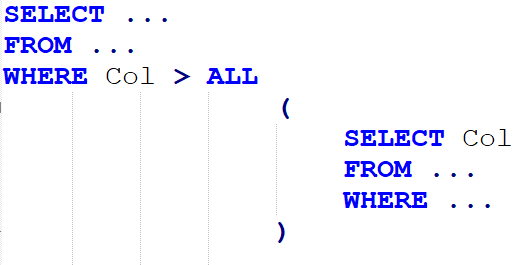 SELECT ...
FROM ...
WHERE Col > ALL
(
SELECT Col
FROM ...
WHERE ...
)